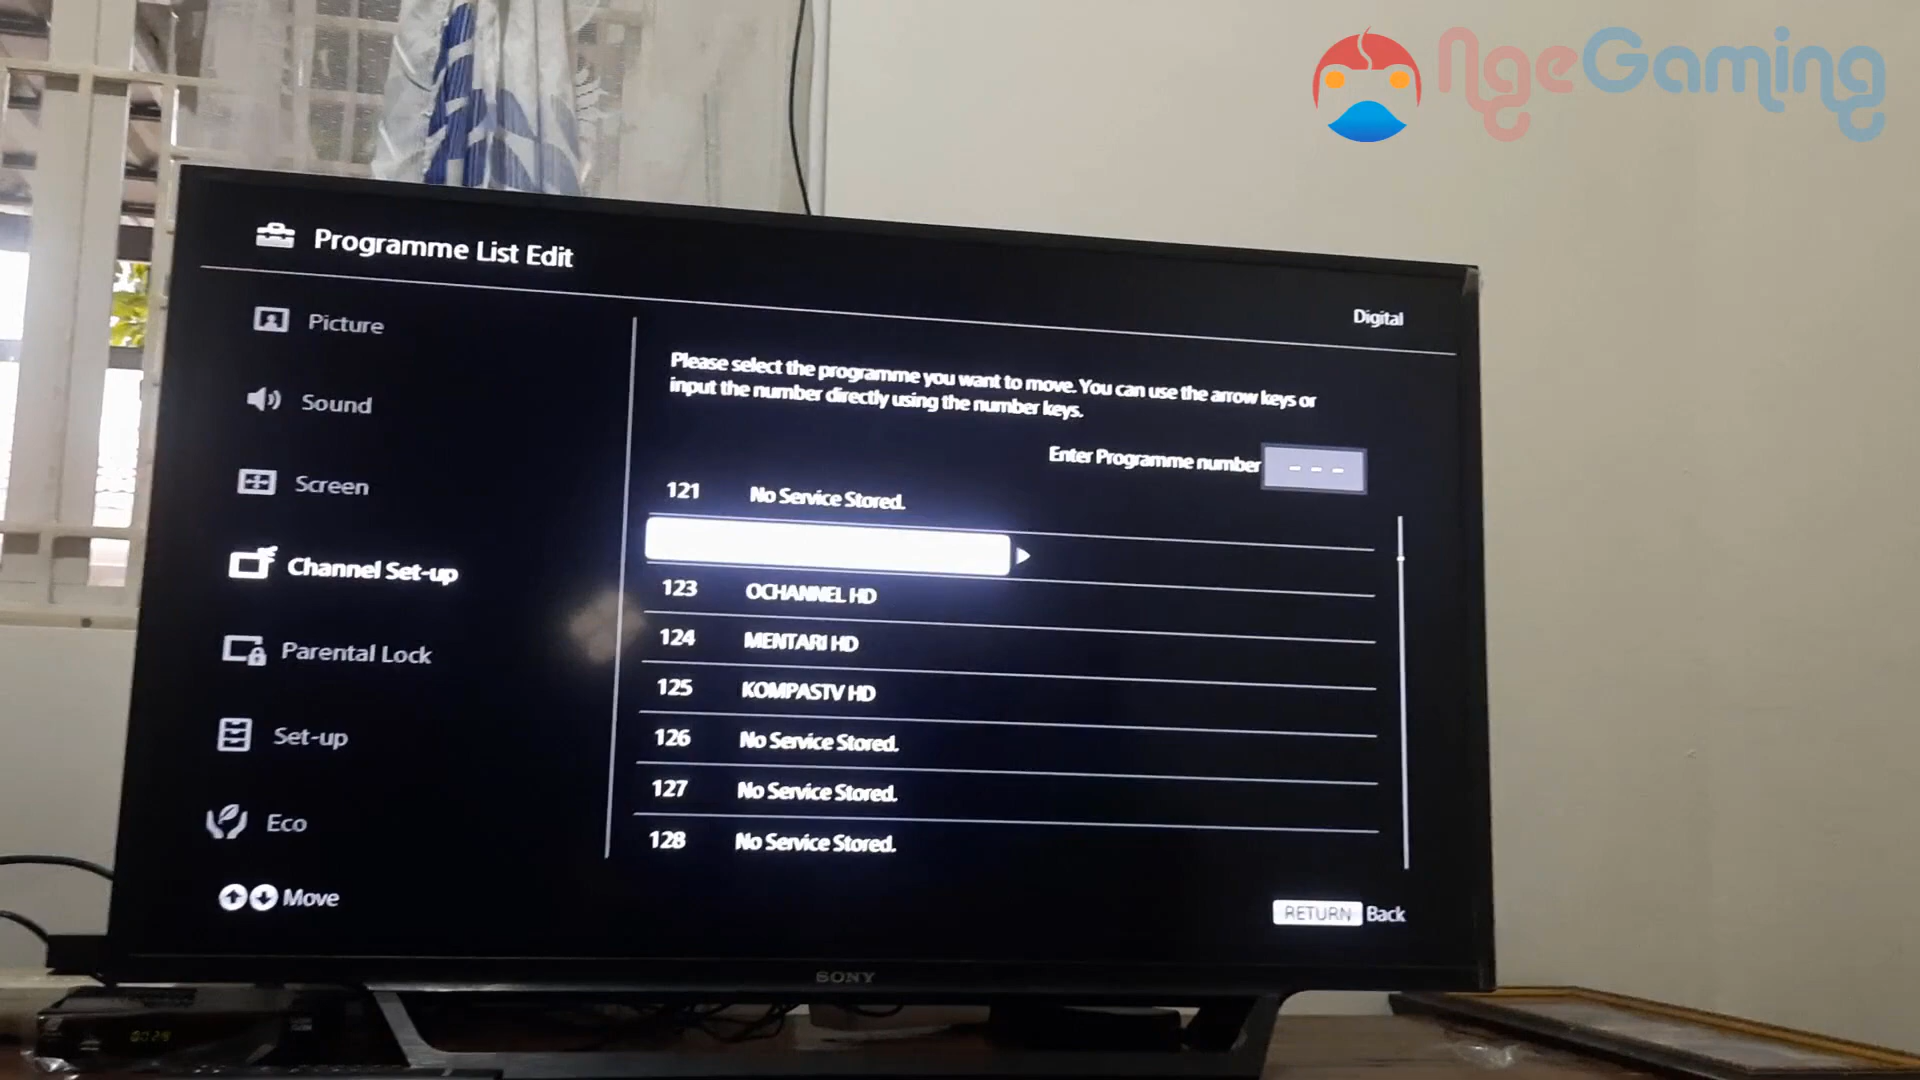 NgeGaming
Programme List Edit
Digital
Picture
Sound
Screen
Channel Set-up
Parental Lock
Set-up
Eco
Move
Please select the programme you want to move. You can use the arrow keys or
input the number directly using the number keys.
Enter Programme number - - -
121 No Service Stored.
123 OCHANNEL HD
124 MENTARI HD
125 KOMPASTV HD
126 No Service Stored.
127 No Service Stored.
128 No Service Stored.
RETURN Back
SONY